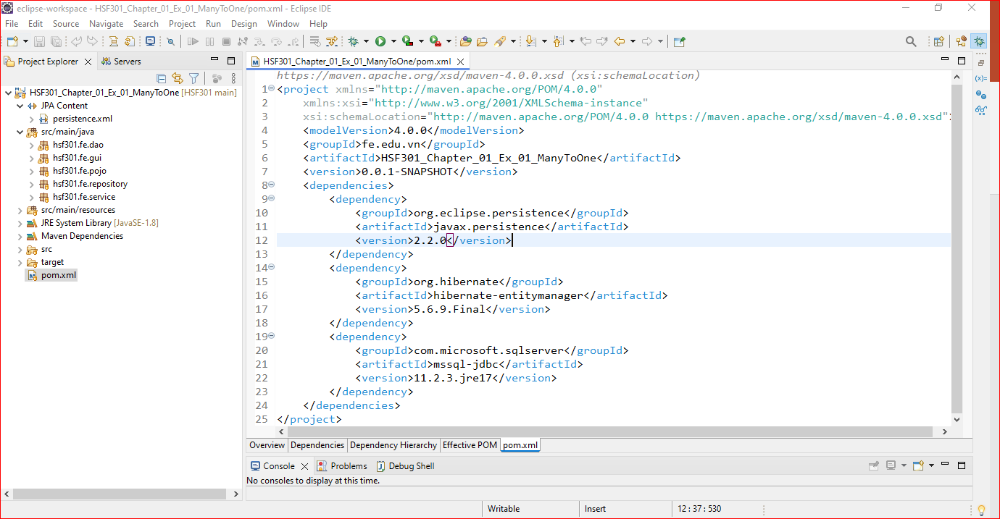 eclipse-workspace - HSF301_Chapter_01_Ex_01_ManyToOne/pom.xml - Eclipse IDE
File Edit Source Navigate Search Project Run Design Window Help
Project Explorer Servers
HSF301_Chapter_01_Ex_01_ManyToOne [HSF301 main]
JPA Content
persistence.xml
src/main/java
hsf301.fe.dao
hsf301.fe.gui
hsf301.fe.pojo
hsf301.fe.repository
hsf301.fe.service
src/main/resources
JRE System Library [JavaSE-1.8]
Maven Dependencies
src
target
pom.xml
HSF301_Chapter_01_Ex_01_ManyToOne/pom.xml
https://maven.apache.org/xsd/maven-4.0.0.xsd (xsi:schemaLocation)
1 <project xmlns="http://maven.apache.org/POM/4.0.0"
2 xmlns:xsi="http://www.w3.org/2001/XMLSchema-instance"
3 xsi:schemaLocation="http://maven.apache.org/POM/4.0.0 https://maven.apache.org/xsd/maven-4.0.0.xsd"
4 <modelVersion>4.0.0</modelVersion>
5 <groupId>fe.edu.vn</groupId>
6 <artifactId>HSF301_Chapter_01_Ex_01_ManyToOne</artifactId>
7 <version>0.0.1-SNAPSHOT</version>
8 <dependencies>
9 <dependency>
10 <groupId>org.eclipse.persistence</groupId>
11 <artifactId>javax.persistence</artifactId>
12 <version>2.2.0</version>
13 </dependency>
14 <dependency>
15 <groupId>org.hibernate</groupId>
16 <artifactId>hibernate-entitymanager</artifactId>
17 <version>5.6.9.Final</version>
18 </dependency>
19 <dependency>
20 <groupId>com.microsoft.sqlserver</groupId>
21 <artifactId>mssql-jdbc</artifactId>
22 <version>11.2.3.jre17</version>
23 </dependency>
24 </dependencies>
25 </project>
Overview Dependencies Dependency Hierarchy Effective POM pom.xml
Console Problems Debug Shell
No consoles to display at this time.
Writable Insert 12 : 37 : 530